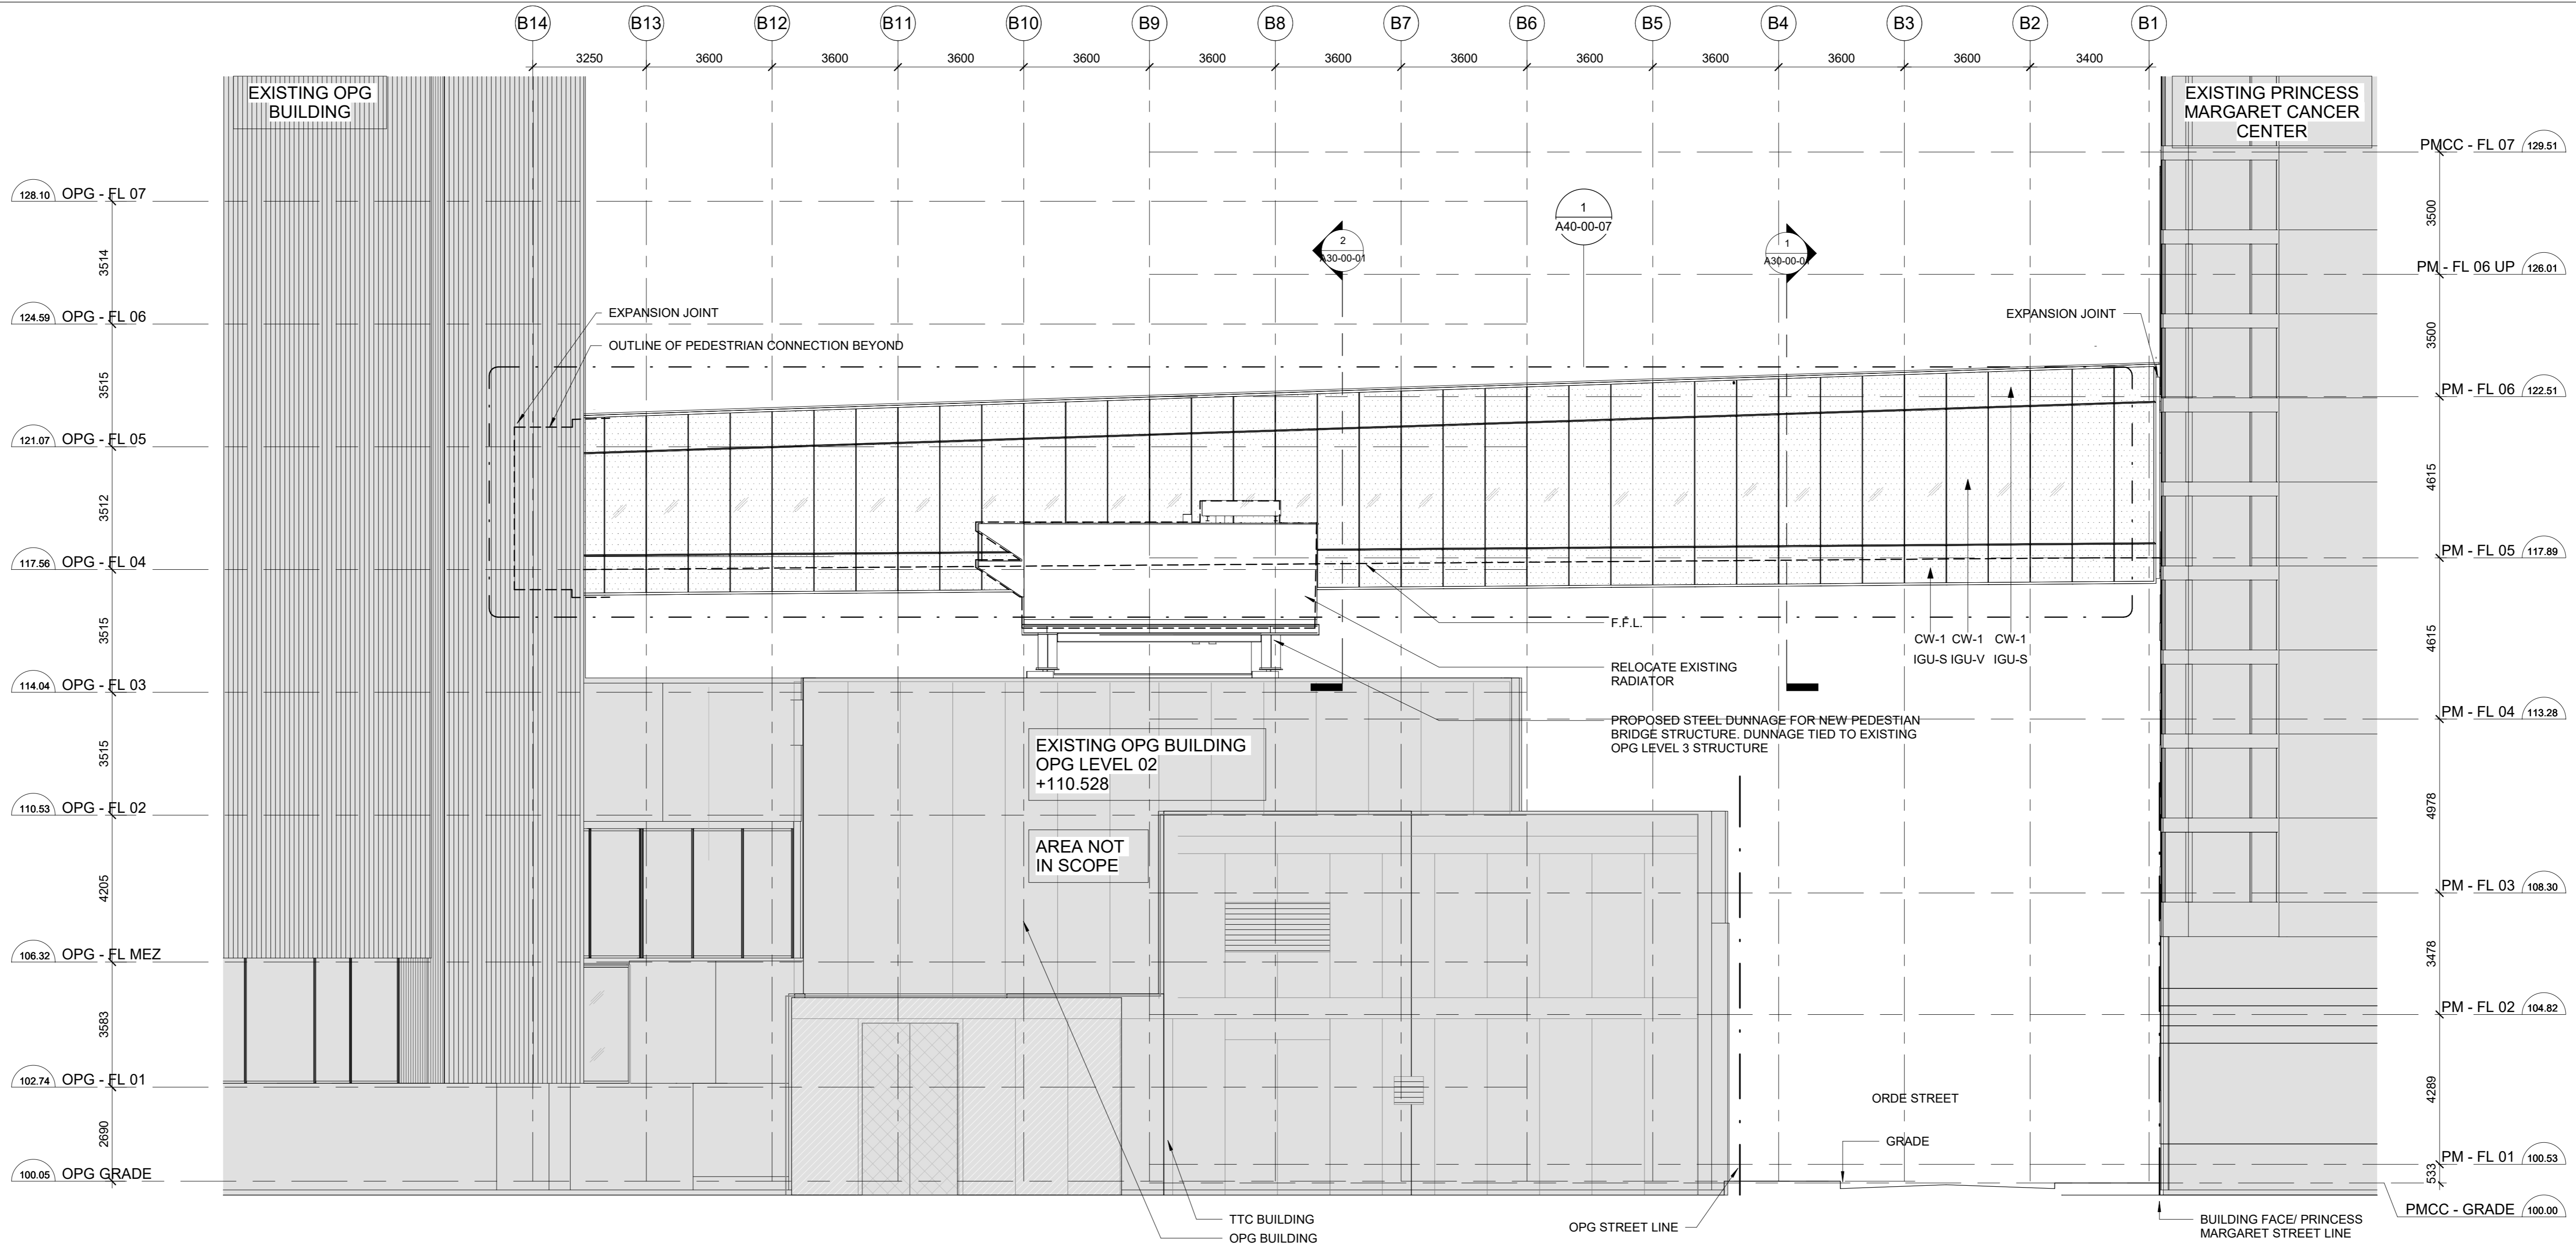 B14 B13 B12 B11 B10 B9 B8 B7 B6 B5 B4 B3 B2 B1
3250 3600 3600 3600 3600 3600 3600 3600 3600 3600 3600 3600 3400
EXISTING OPG
BUILDING
EXISTING PRINCESS
MARGARET CANCER
CENTER
128.10 OPG - FL 07
3514
124.59 OPG - FL 06
3515
121.07 OPG - FL 05
3512
117.56 OPG - FL 04
3515
114.04 OPG - FL 03
3515
110.53 OPG - FL 02
4205
106.32 OPG - FL MEZ
3583
102.74 OPG - FL 01
2690
100.05 OPG GRADE
EXPANSION JOINT
OUTLINE OF PEDESTRIAN CONNECTION BEYOND
2
A30-00-01
1
A40-00-07
1
A30-00-01
EXPANSION JOINT
F.F.L.
RELOCATE EXISTING
RADIATOR
PROPOSED STEEL DUNNAGE FOR NEW PEDESTIAN
BRIDGE STRUCTURE. DUNNAGE TIED TO EXISTING
OPG LEVEL 3 STRUCTURE
CW-1 CW-1 CW-1
IGU-S IGU-V IGU-S
EXISTING OPG BUILDING
OPG LEVEL 02
+110.528
AREA NOT
IN SCOPE
ORDE STREET
GRADE
TTC BUILDING
OPG BUILDING
OPG STREET LINE
BUILDING FACE/ PRINCESS
MARGARET STREET LINE
PMCC - FL 07 129.51
3500
PM - FL 06 UP 126.01
3500
PM - FL 06 122.51
4615
PM - FL 05 117.89
4615
PM - FL 04 113.28
4978
PM - FL 03 108.30
3478
PM - FL 02 104.82
4289
PM - FL 01 100.53
533
PMCC - GRADE 100.00